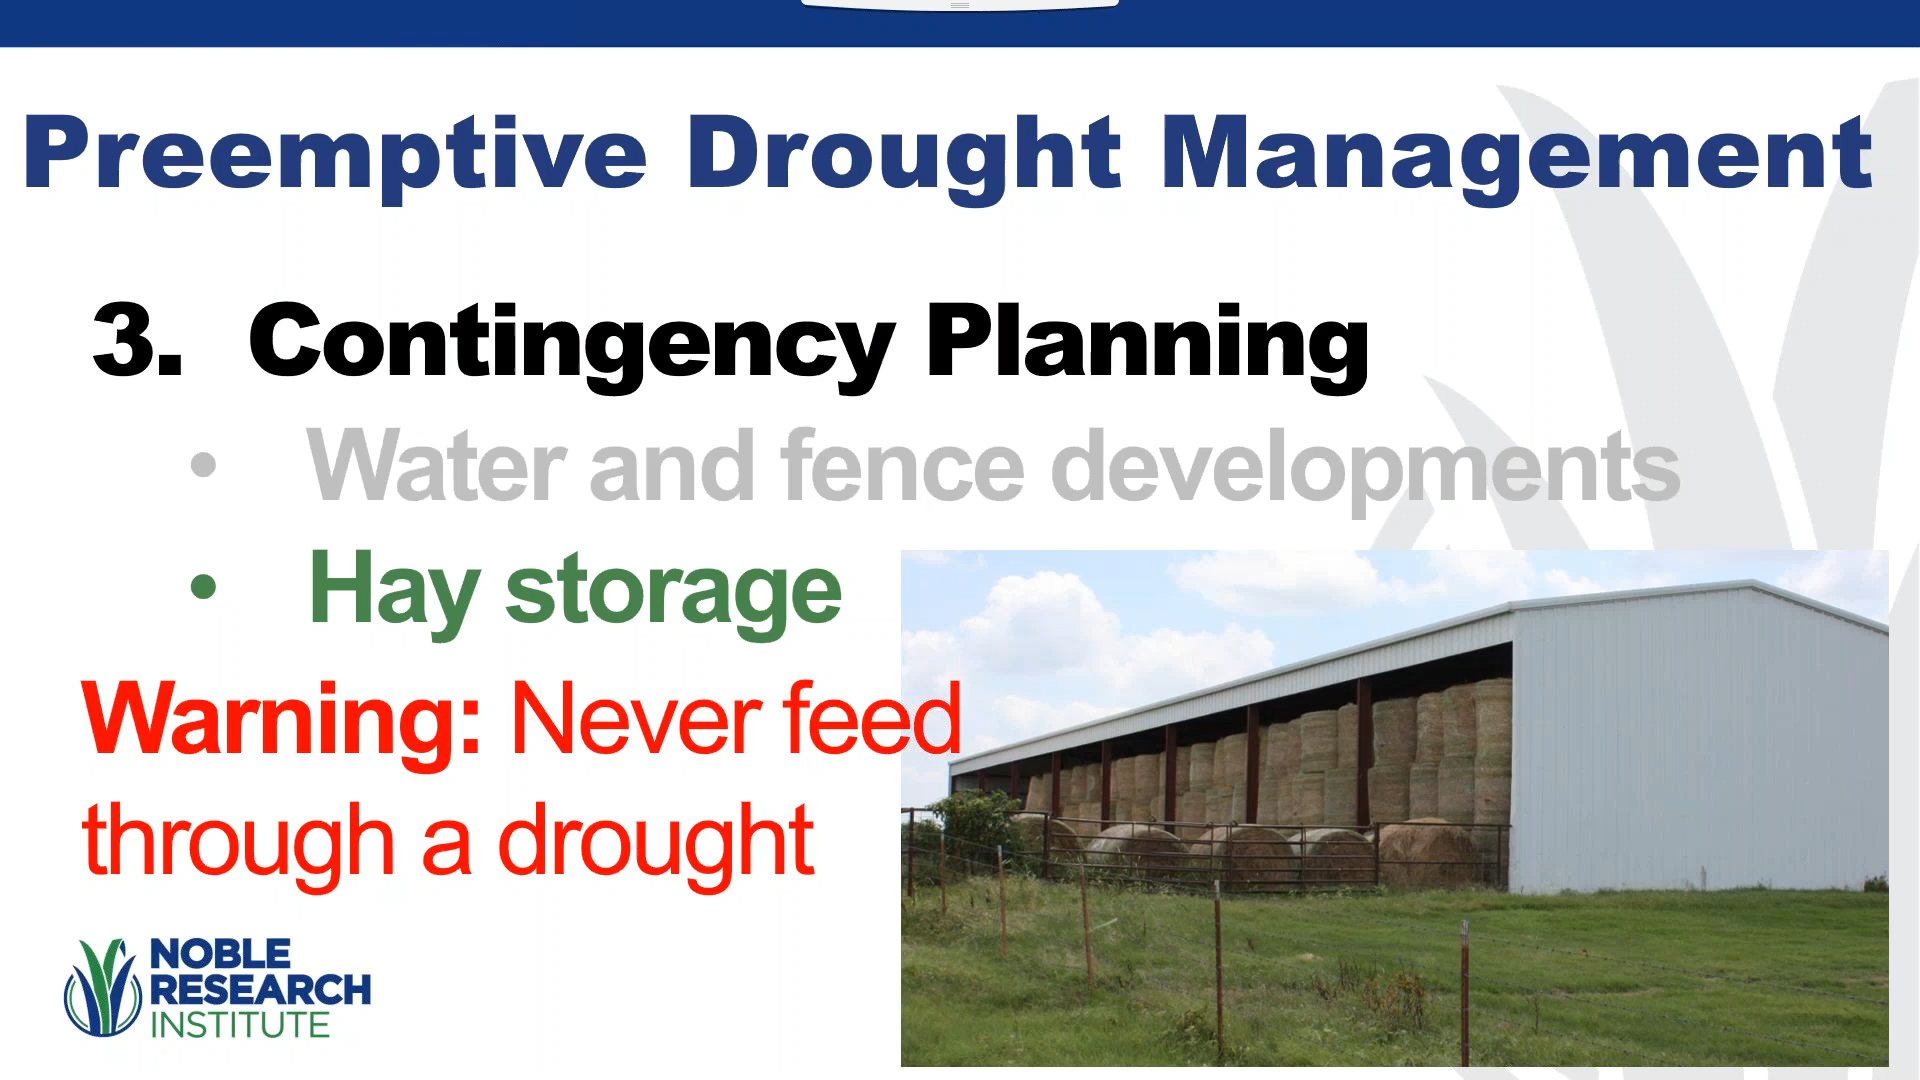 Preemptive Drought Management
3. Contingency Planning
• Water and fence developments
• Hay storage
Warning: Never feed
through a drought
NOBLE
RESEARCH
INSTITUTE